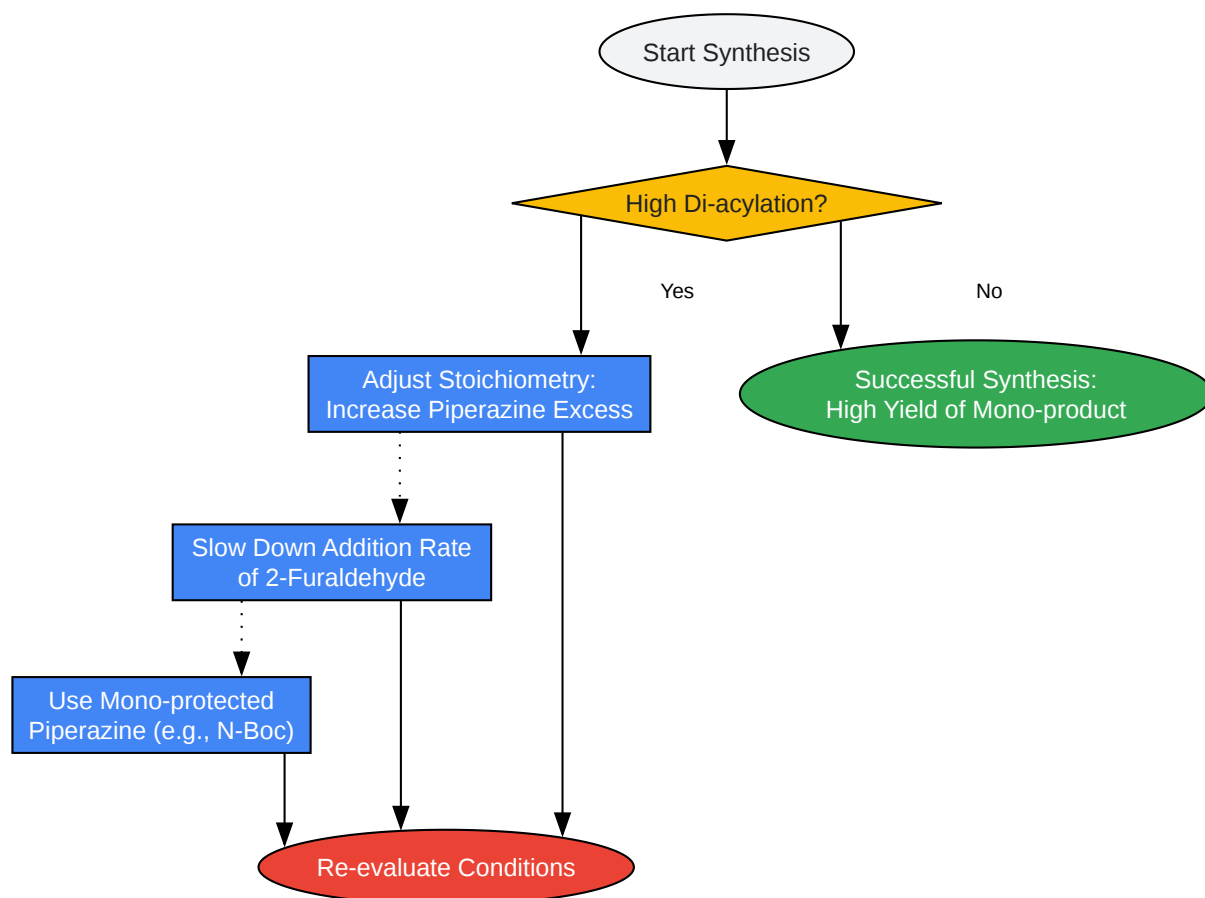 Start Synthesis
High Di-acylation?
Yes
No
Adjust Stoichiometry:
Increase Piperazine Excess
Successful Synthesis:
High Yield of Mono-product
Slow Down Addition Rate
of 2-Furaldehyde
Use Mono-protected
Piperazine (e.g., N-Boc)
Re-evaluate Conditions